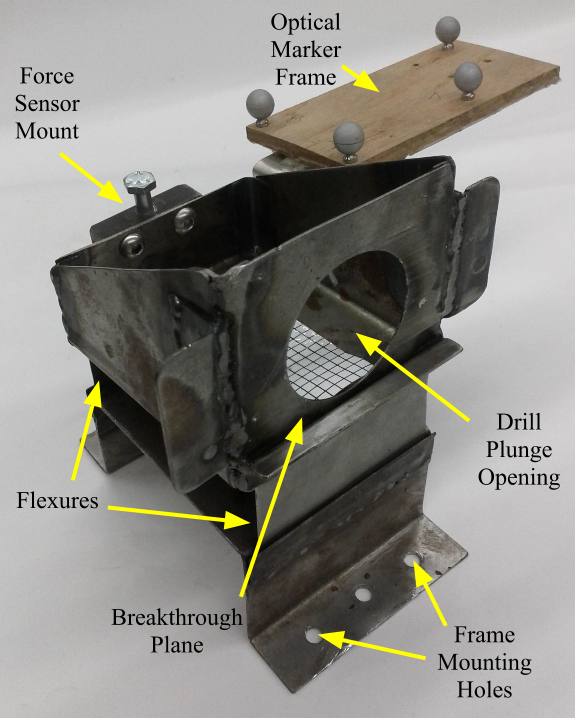 Optical
Marker
Frame
Force
Sensor
Mount
Drill
Plunge
Opening
Flexures
Breakthrough
Plane
Frame
Mounting
Holes